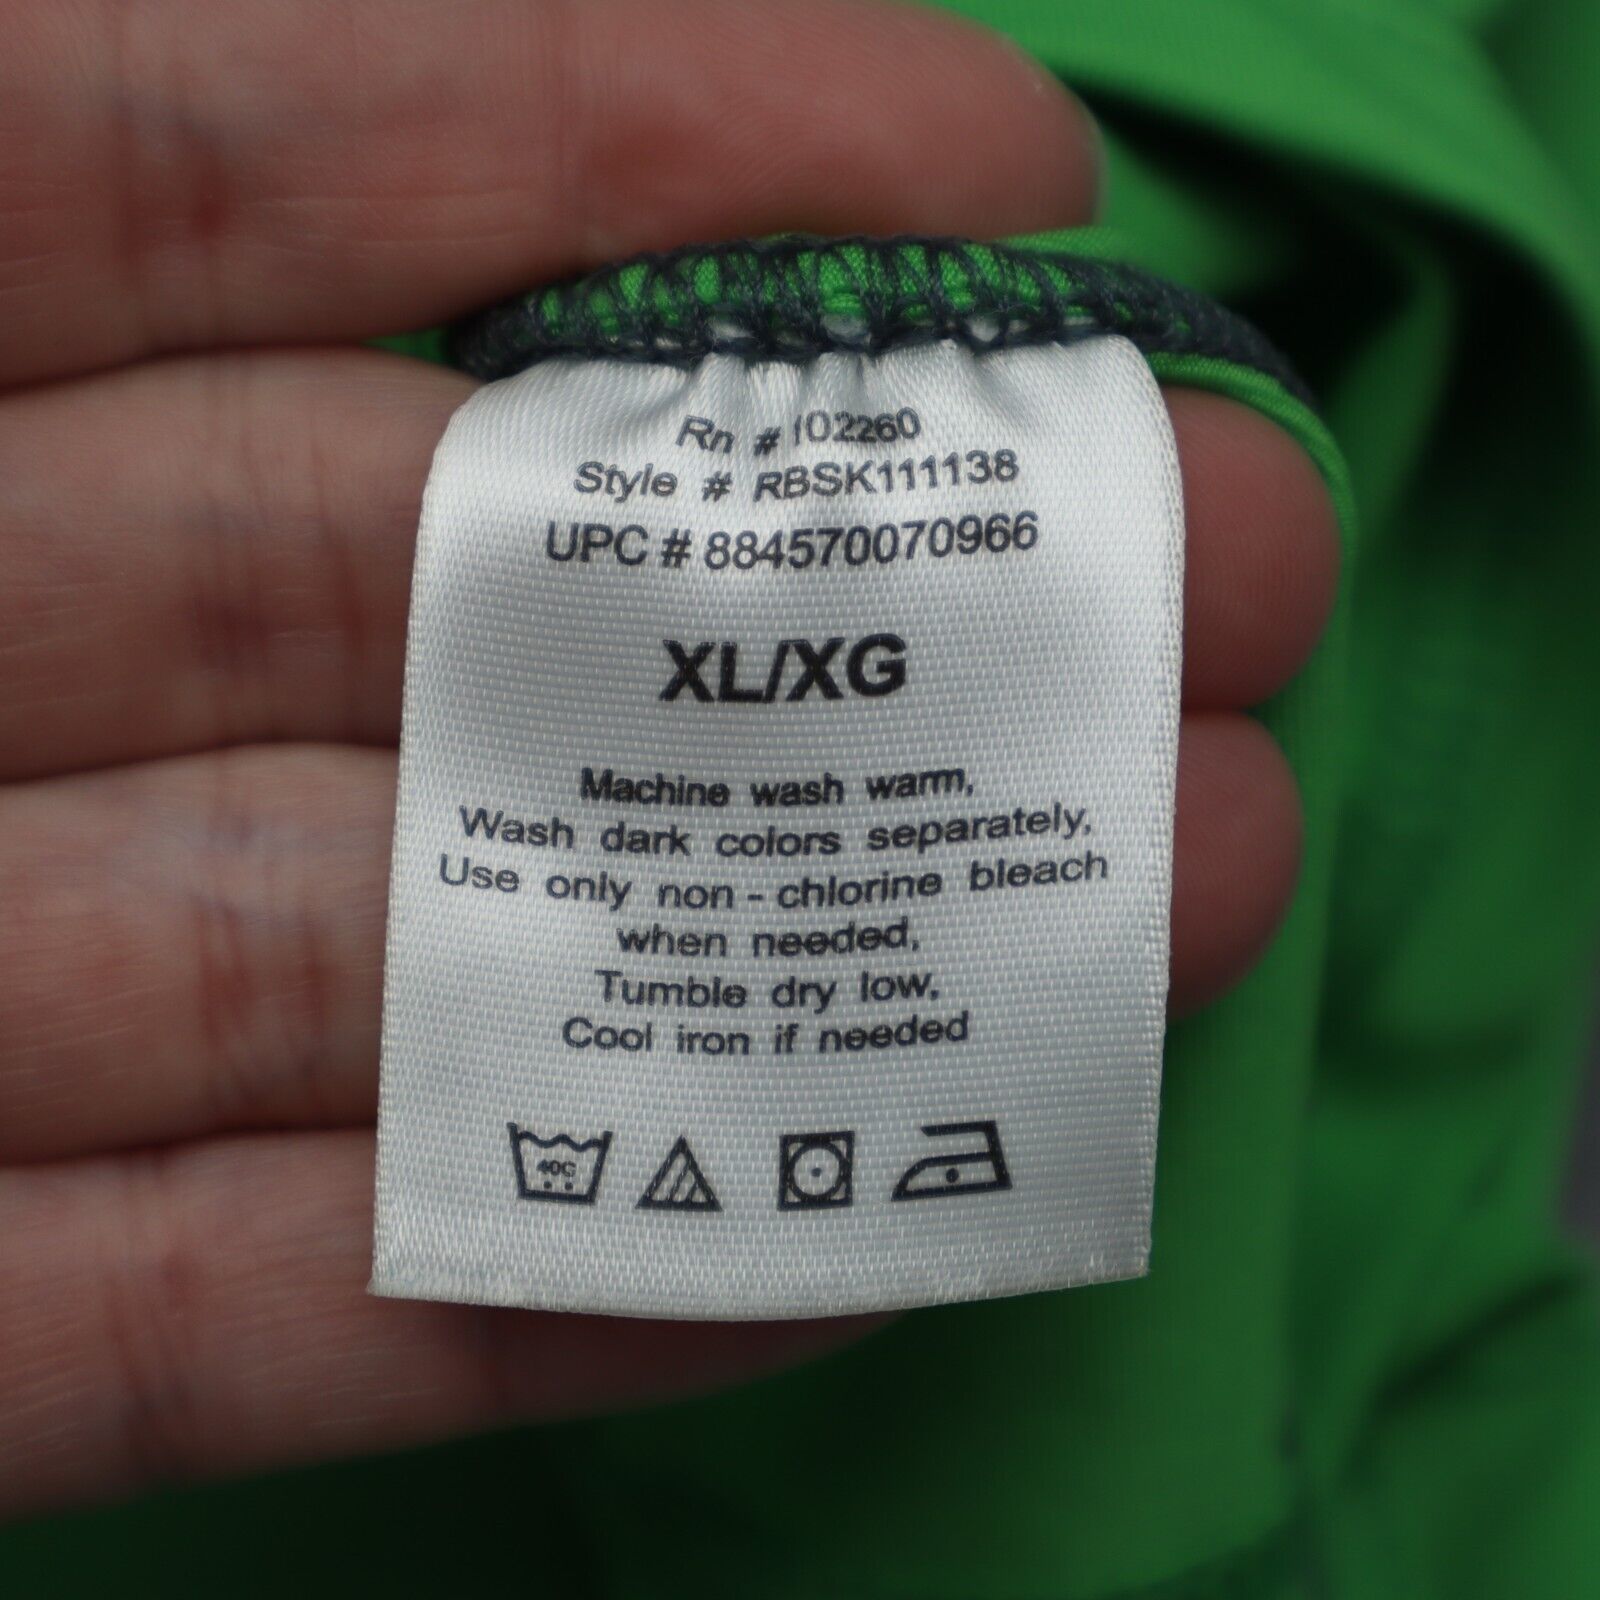 Rn # 102260
Style # RBSK111138
UPC # 884570070966
XL/XG
Machine wash warm,
Wash dark colors separately,
Use only non - chlorine bleach
when needed,
Tumble dry low,
Cool iron if needed
40C